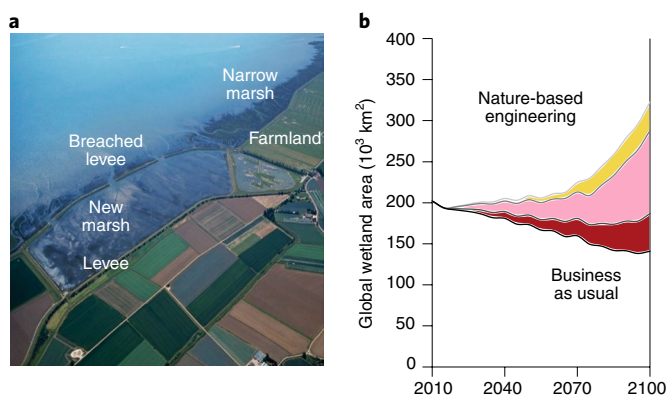 a
Narrow
marsh
Breached
levee
Farmland
New
marsh
Levee
b
400
350
300
250
200
150
100
50
0
Global wetland area (10³ km²)
Nature-based
engineering
Business
as usual
2010
2040
2070
2100